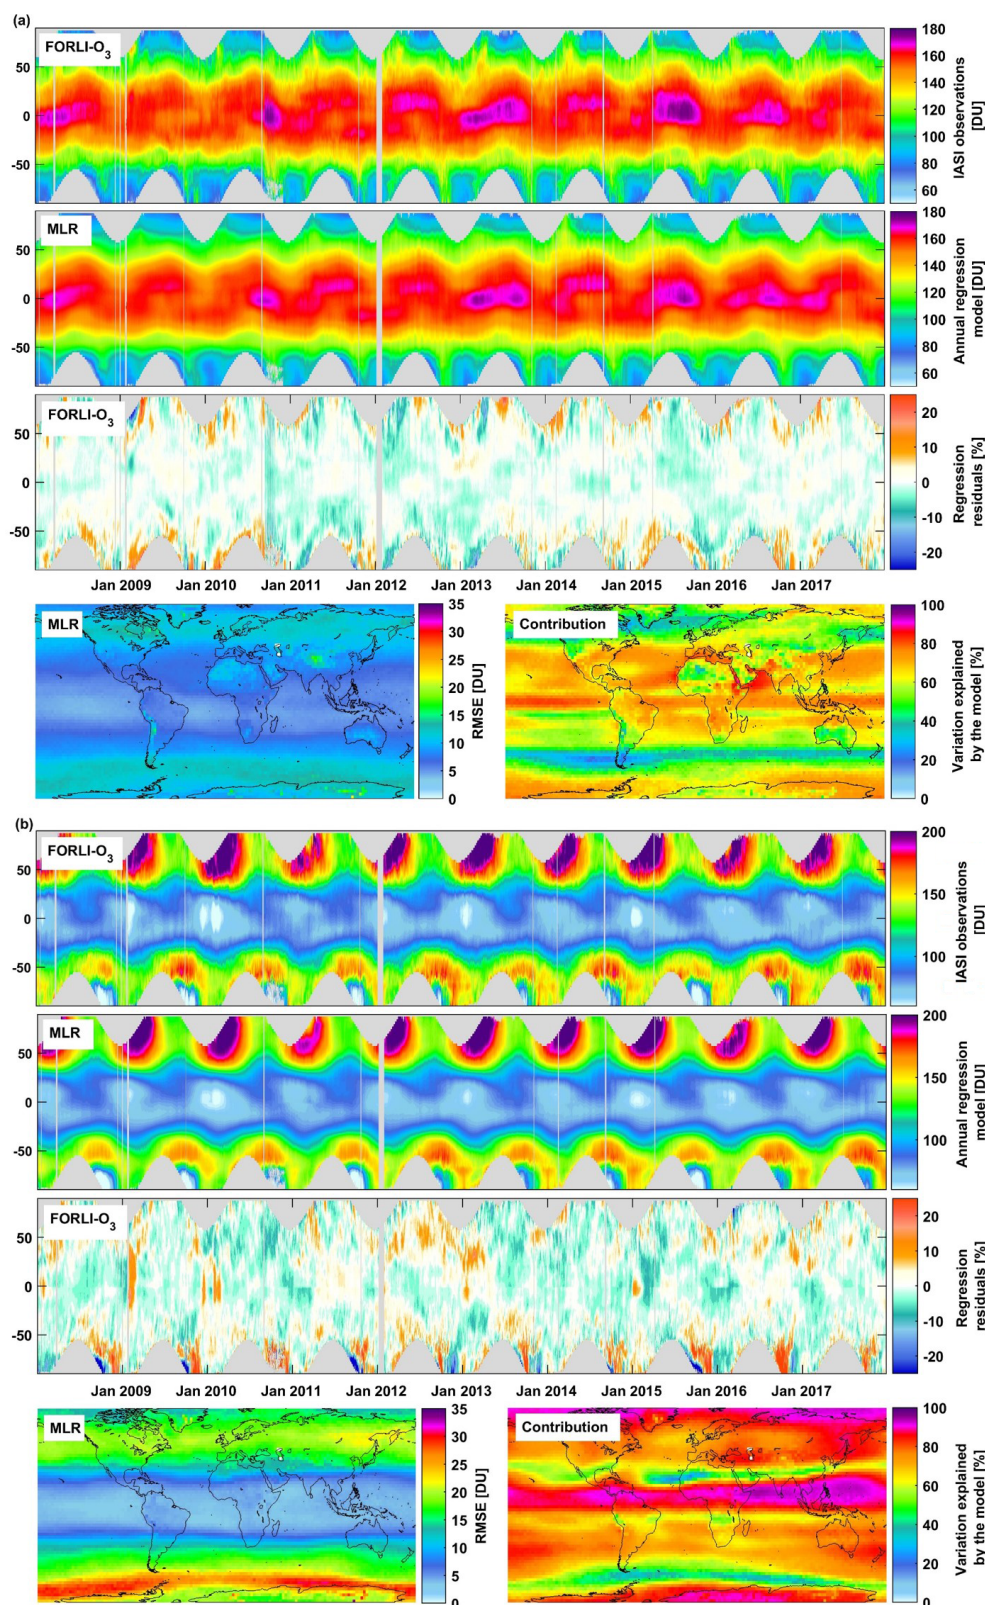 (a)
FORLI-O3
50
0
-50
180
160
140
120
100
80
60
IASI observations
[DU]
MLR
50
0
-50
180
160
140
120
100
80
60
Annual regression
model [DU]
FORLI-O3
50
0
-50
20
10
0
-10
-20
Regression
residuals [%]
Jan 2009 Jan 2010 Jan 2011 Jan 2012 Jan 2013 Jan 2014 Jan 2015 Jan 2016 Jan 2017
MLR
35
30
25
20
15
10
5
0
RMSE [DU]
Contribution
100
80
60
40
20
0
Variation explained
by the model [%]
(b)
FORLI-O3
50
0
-50
200
150
100
IASI observations
[DU]
MLR
50
0
-50
200
150
100
Annual regression
model [DU]
FORLI-O3
50
0
-50
20
10
0
-10
-20
Regression
residuals [%]
Jan 2009 Jan 2010 Jan 2011 Jan 2012 Jan 2013 Jan 2014 Jan 2015 Jan 2016 Jan 2017
MLR
35
30
25
20
15
10
5
0
RMSE [DU]
Contribution
100
80
60
40
20
0
Variation explained
by the model [%]